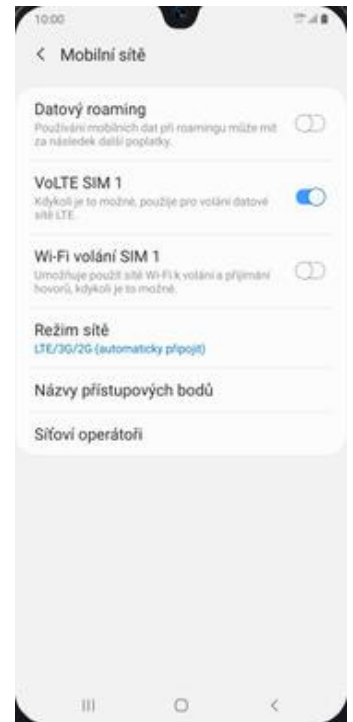 10:00
Mobilní sítě
Datový roaming
Používání mobilních dat při roamingu může mít
za následek další poplatky.
VoLTE SIM 1
Kdykoli je to možné, použije pro volání datové
sítě LTE.
Wi-Fi volání SIM 1
Umožňuje použít sítě Wi-Fi k volání a přijímání
hovorů, kdykoli je to možné.
Režim sítě
LTE/3G/2G (automaticky připojit)
Názvy přístupových bodů
Síťoví operátoři